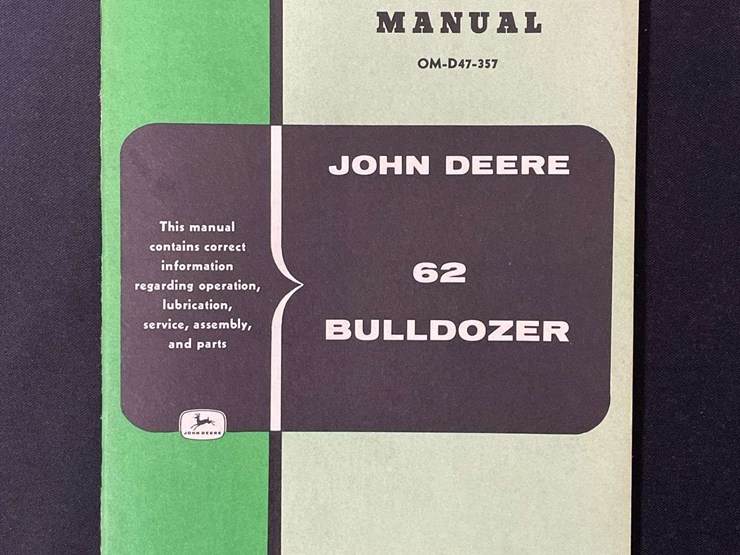 MANUAL
OM-D47-357
JOHN DEERE
62
BULLDOZER
This manual
contains correct
information
regarding operation,
lubrication,
service, assembly,
and parts
JOHN DEERE